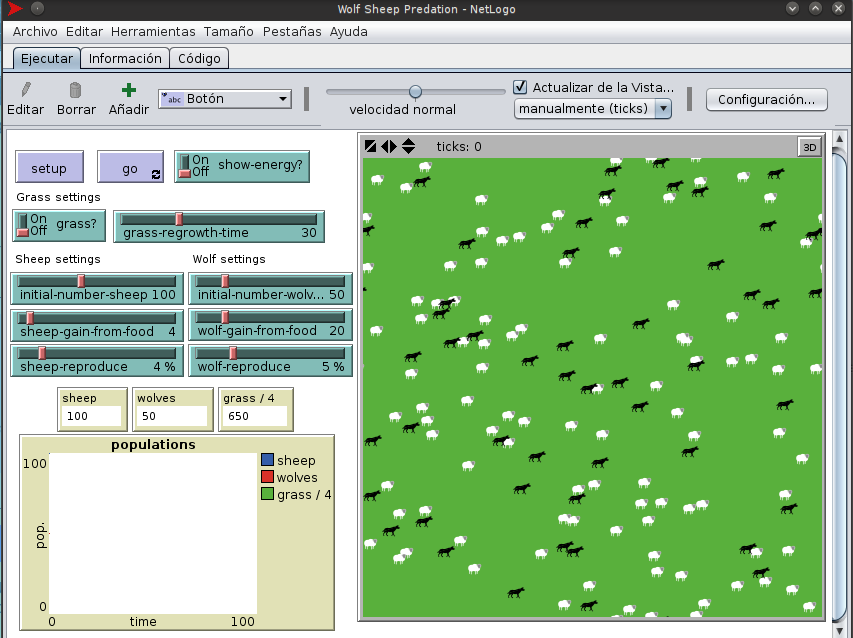 Wolf Sheep Predation - NetLogo
Archivo Editar Herramientas Tamaño Pestañas Ayuda
Ejecutar Información Código
Editar Borrar Añadir
abc Botón
velocidad normal
Actualizar de la Vista...
manualmente (ticks)
Configuración...
setup
go
On
Off
show-energy?
Grass settings
On
Off
grass?
grass-regrowth-time 30
Sheep settings
Wolf settings
initial-number-sheep 100
initial-number-wolv... 50
sheep-gain-from-food 4
wolf-gain-from-food 20
sheep-reproduce 4 %
wolf-reproduce 5 %
sheep
100
wolves
50
grass / 4
650
populations
100
pop.
0
0 time 100
sheep
wolves
grass / 4
ticks: 0
3D